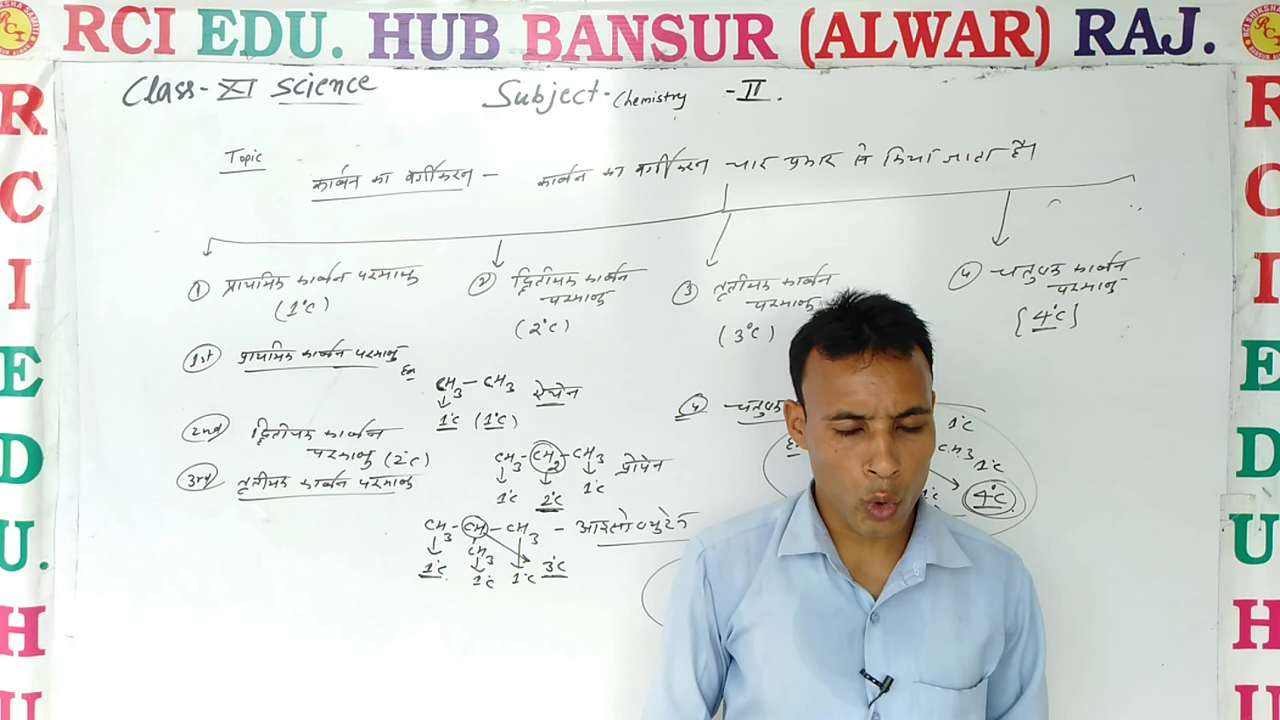 RCI EDU. HUB BANSUR (ALWAR) RAJ.
R
C
I
E
D
U.
H
U
R
C
I
E
D
U.
H
U
Class-XI Science
Subject-Chemistry -II.
Topic
कार्बन का वर्गीकरण - कार्बन का वर्गीकरण चार प्रकार से किया जाता है।
① प्राथमिक कार्बन परमाणु
(1°C)
② द्वितीयक कार्बन
परमाणु
(2°C)
③ तृतीयक कार्बन
परमाणु
(3°C)
④ चतुष्क कार्बन
परमाणु
{4°C}
1st प्राथमिक कार्बन परमाणु
Ex
CH3-CH3 ऐथेन
1°C (1°C)
2nd द्वितीयक कार्बन
परमाणु (2°C)
CH3-CH2-CH3 प्रोपेन
1°C 2°C 1°C
3rd तृतीयक कार्बन परमाणु
CH3-CH-CH3 - आइसो ब्युटेन
CH3
1°C 1°C 1°C 3°C
④ चतुष्क
Ex
1°C
CH3
1°C
1°C
4°C